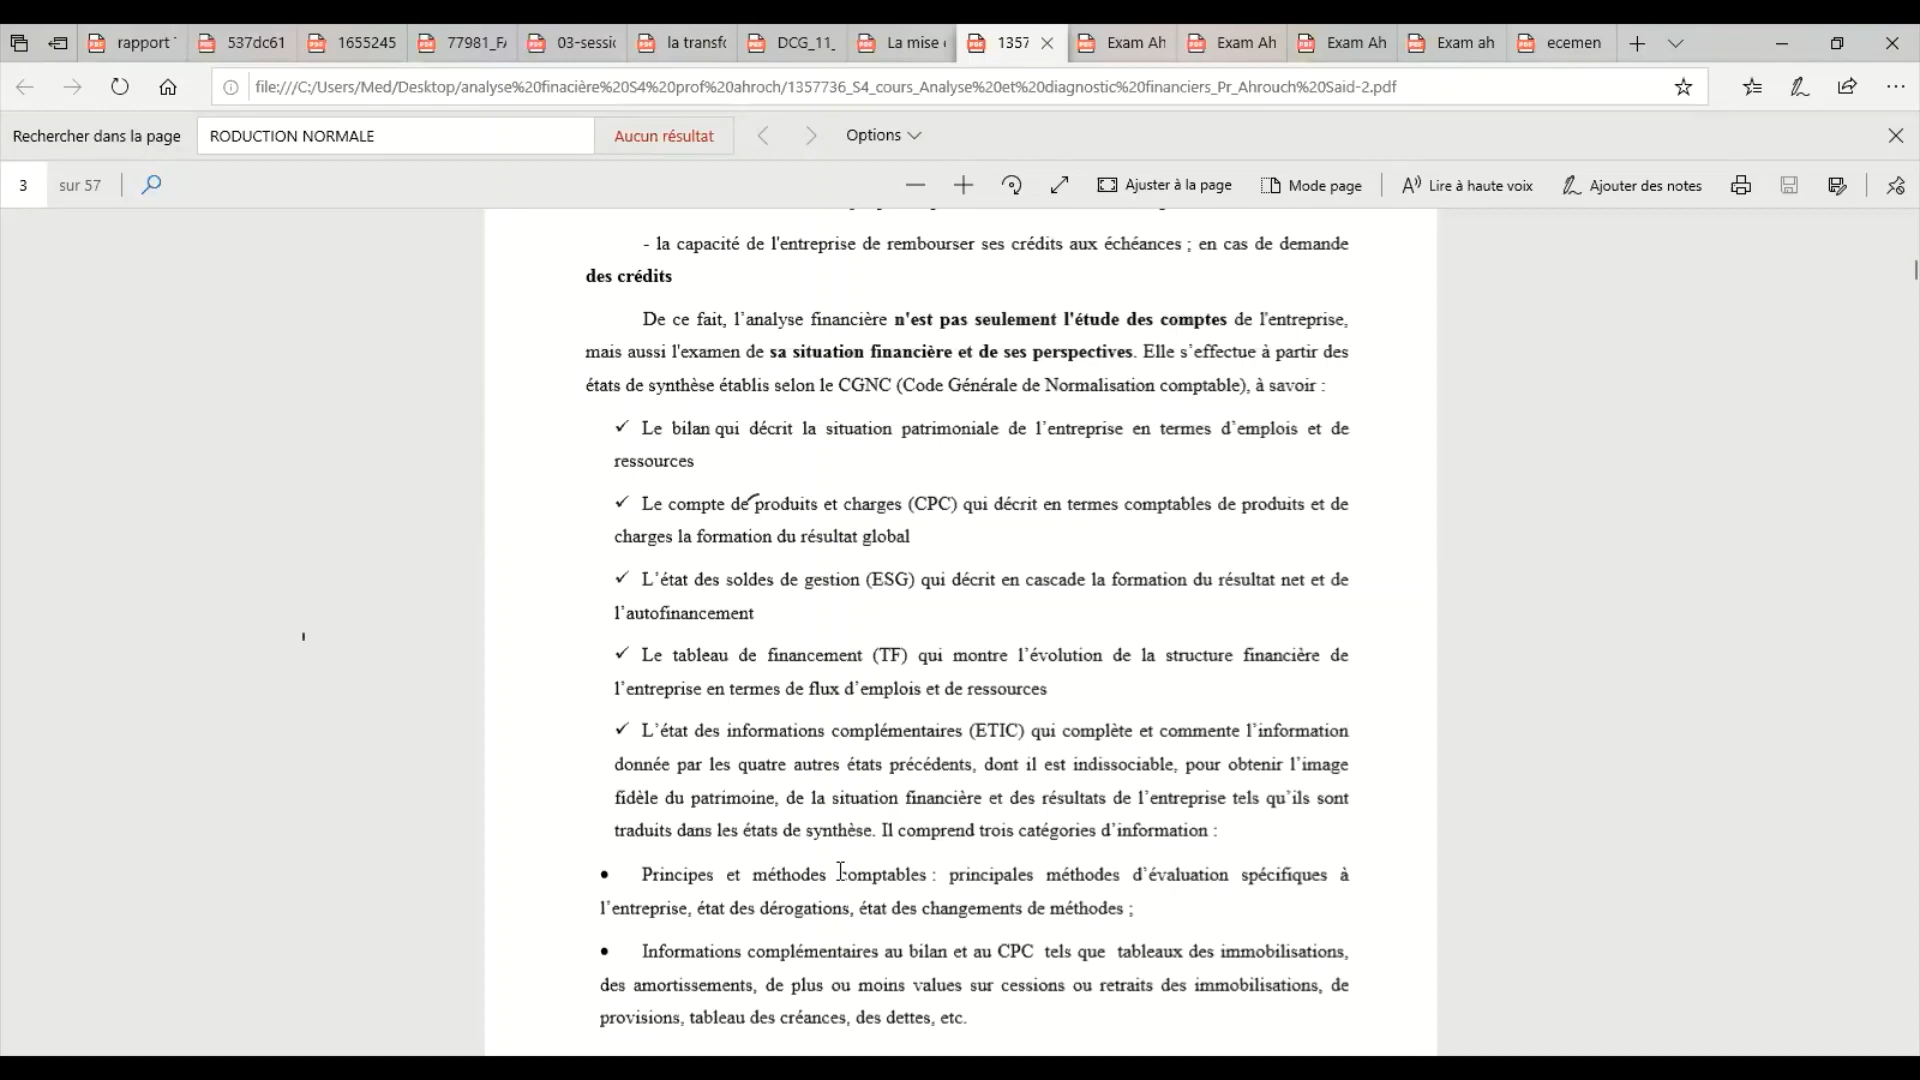 rapport
537dc61
1655245
77981_F
03-sessi
la transf
DCG_11_
La mise
1357
Exam Ah
Exam Ah
Exam Ah
Exam ah
ecemen
file:///C:/Users/Med/Desktop/analyse%20finacière%20S4%20prof%20ahroch/1357736_S4_cours_Analyse%20et%20diagnostic%20financiers_Pr_Ahrouch%20Said-2.pdf
Rechercher dans la page
RODUCTION NORMALE
Aucun résultat
Options
3 sur 57
Ajuster à la page
Mode page
Lire à haute voix
Ajouter des notes
- la capacité de l'entreprise de rembourser ses crédits aux échéances ; en cas de demande
des crédits
De ce fait, l'analyse financière n'est pas seulement l'étude des comptes de l'entreprise,
mais aussi l'examen de sa situation financière et de ses perspectives. Elle s'effectue à partir des
états de synthèse établis selon le CGNC (Code Générale de Normalisation comptable), à savoir :
✓ Le bilan qui décrit la situation patrimoniale de l'entreprise en termes d'emplois et de
ressources
✓ Le compte de produits et charges (CPC) qui décrit en termes comptables de produits et de
charges la formation du résultat global
✓ L'état des soldes de gestion (ESG) qui décrit en cascade la formation du résultat net et de
l'autofinancement
✓ Le tableau de financement (TF) qui montre l'évolution de la structure financière de
l'entreprise en termes de flux d'emplois et de ressources
✓ L'état des informations complémentaires (ETIC) qui complète et commente l'information
donnée par les quatre autres états précédents, dont il est indissociable, pour obtenir l'image
fidèle du patrimoine, de la situation financière et des résultats de l'entreprise tels qu'ils sont
traduits dans les états de synthèse. Il comprend trois catégories d'information :
• Principes et méthodes comptables : principales méthodes d'évaluation spécifiques à
l'entreprise, état des dérogations, état des changements de méthodes ;
• Informations complémentaires au bilan et au CPC tels que tableaux des immobilisations,
des amortissements, de plus ou moins values sur cessions ou retraits des immobilisations, de
provisions, tableau des créances, des dettes, etc.